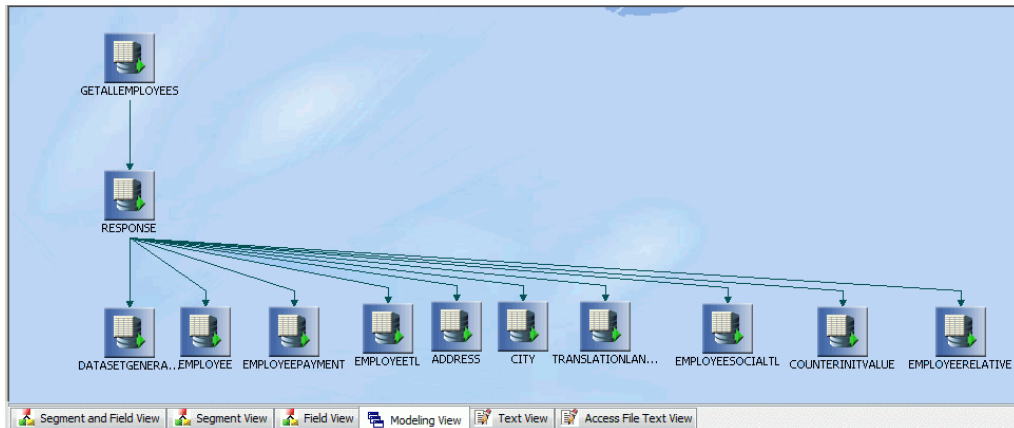 GETALLEMPLOYEES
RESPONSE
DATASETGENERA...
EMPLOYEE
EMPLOYEEPAYMENT
EMPLOYEETL
ADDRESS
CITY
TRANSLATIONLAN...
EMPLOYEESOCIALTL
COUNTERINITVALUE
EMPLOYEERELATIVE
Segment and Field View
Segment View
Field View
Modeling View
Text View
Access File Text View